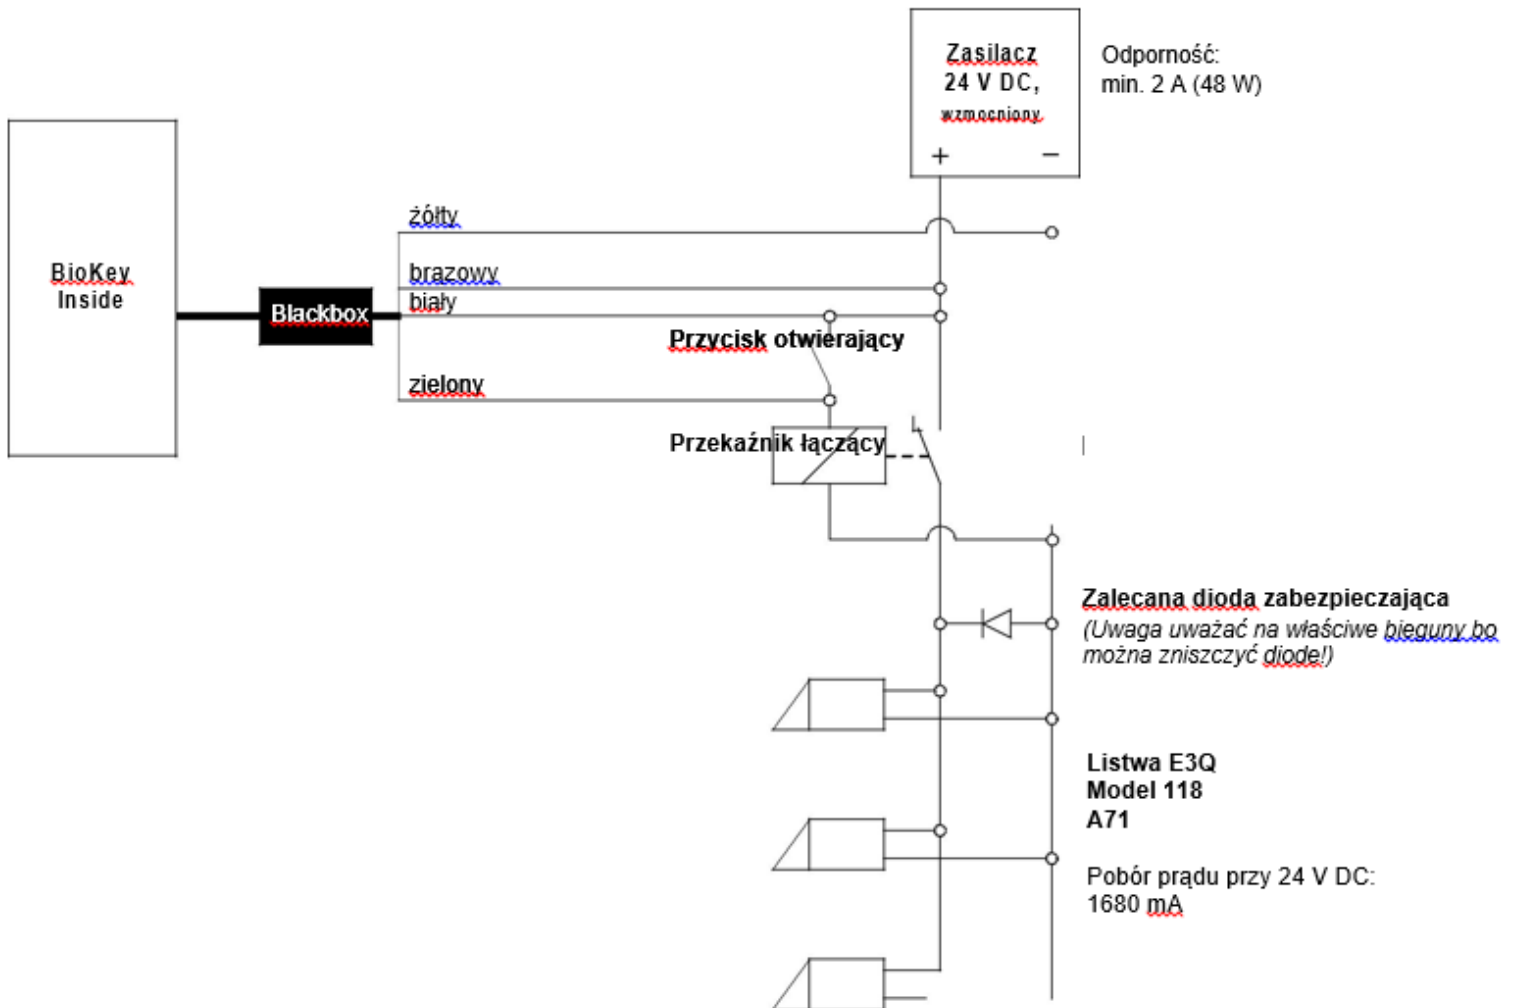 Zasilacz
24 V DC,
wzmocniony
+ −
Odporność:
min. 2 A (48 W)
BioKey
Inside
Blackbox
żółty
brązowy
biały
Przycisk otwierający
zielony
Przekaźnik łączący
Zalecana dioda zabezpieczająca
(Uwaga uważać na właściwe bieguny bo
można zniszczyć diode!)
Listwa E3Q
Model 118
A71
Pobór prądu przy 24 V DC:
1680 mA